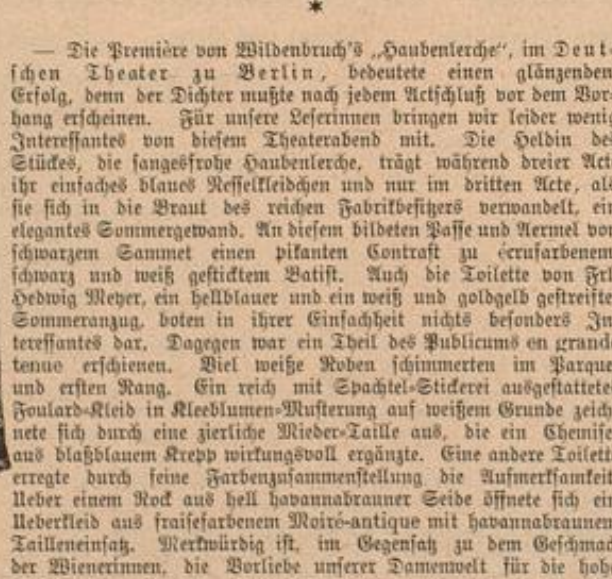 *
— Die Première von Wildenbruch's „Haubenlerche“, im Deut-
schen Theater zu Berlin, bedeutete einen glänzenden
Erfolg, denn der Dichter mußte nach jedem Actschluß vor dem Vor-
hang erscheinen. Für unsere Leserinnen bringen wir leider wenig
Interessantes von diesem Theaterabend mit. Die Heldin des
Stückes, die sangesfrohe Haubenlerche, trägt während dreier Act
ihr einfaches blaues Nesselkleidchen und nur im dritten Acte, als
sie sich in die Braut des reichen Fabrikbesitzers verwandelt, ein
elegantes Sommergewand. An diesem bildeten Passe und Aermel von
schwarzem Sammet einen pikanten Contrast zu écrufarbenem
schwarz und weiß gesticktem Batist. Auch die Toilette von Frl
Hedwig Meyer, ein hellblauer und ein weiß und goldgelb gestreifte
Sommeranzug, boten in ihrer Einfachheit nichts besonders In
teressantes dar. Dagegen war ein Theil des Publicums en grande
tenue erschienen. Viel weiße Roben schimmerten im Parque
und ersten Rang. Ein reich mit Spachtel-Stickerei ausgestattete
Foulard-Kleid in Kleeblumen-Musterung auf weißem Grunde zeich
nete sich durch eine zierliche Mieder-Taille aus, die ein Chemise
aus blaßblauem Krepp wirkungsvoll ergänzte. Eine andere Toilett
erregte durch seine Farbenzusammenstellung die Aufmerksamkei
Ueber einem Rock aus hell havannabrauner Seide öffnete sich ein
Ueberkleid aus fraisefarbenem Moiré-antique mit havannabraunen
Tailleneinsatz. Merkwürdig ist, im Gegensatz zu dem Geschmac
der Wienerinnen, die Vorliebe unserer Damenwelt für die hohe